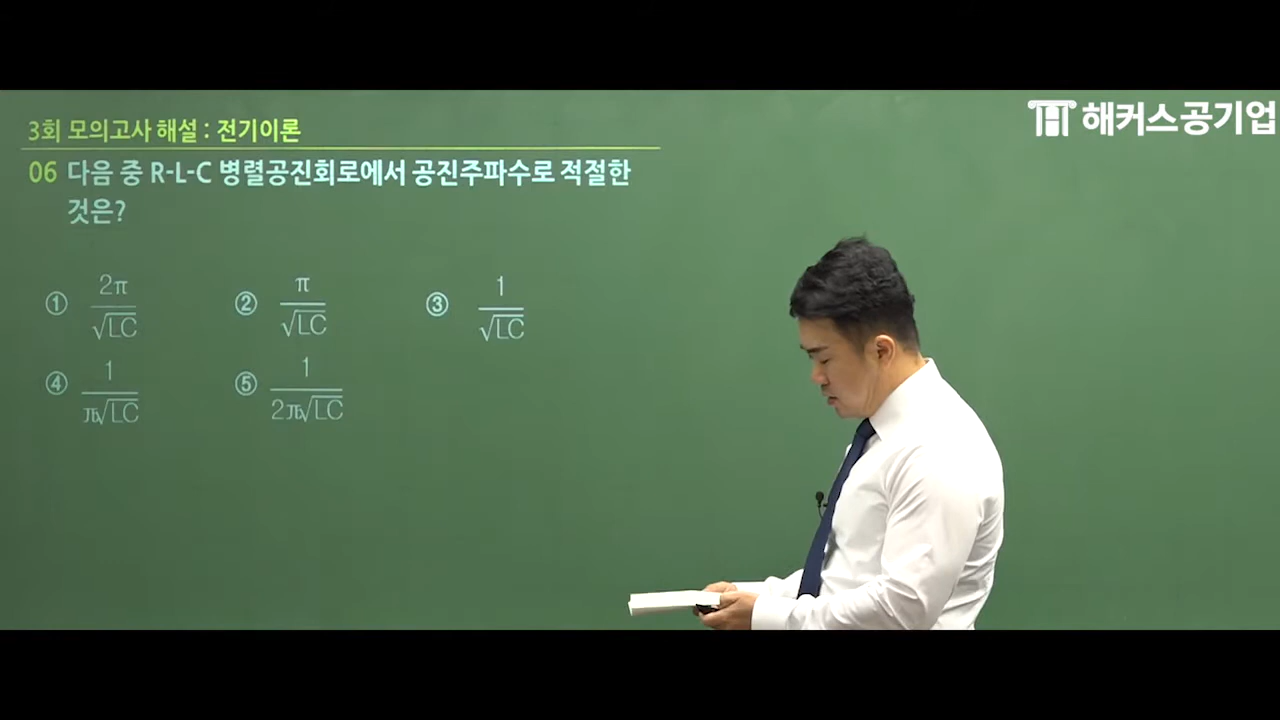 해커스공기업
3회 모의고사 해설 : 전기이론
06 다음 중 R-L-C 병렬공진회로에서 공진주파수로 적절한
것은?
① 2π/√LC ② π/√LC ③ 1/√LC
④ 1/π√LC ⑤ 1/2π√LC